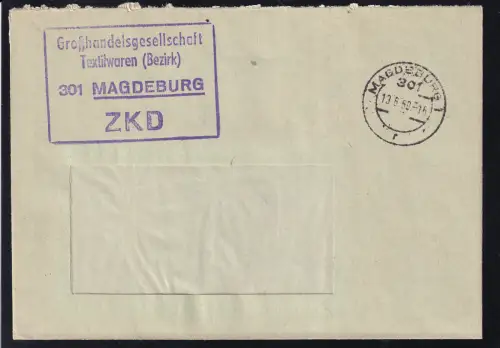 Großhandelsgesellschaft
Textilwaren (Bezirk)
301 MAGDEBURG
ZKD
MAGDEBURG 1
301
r